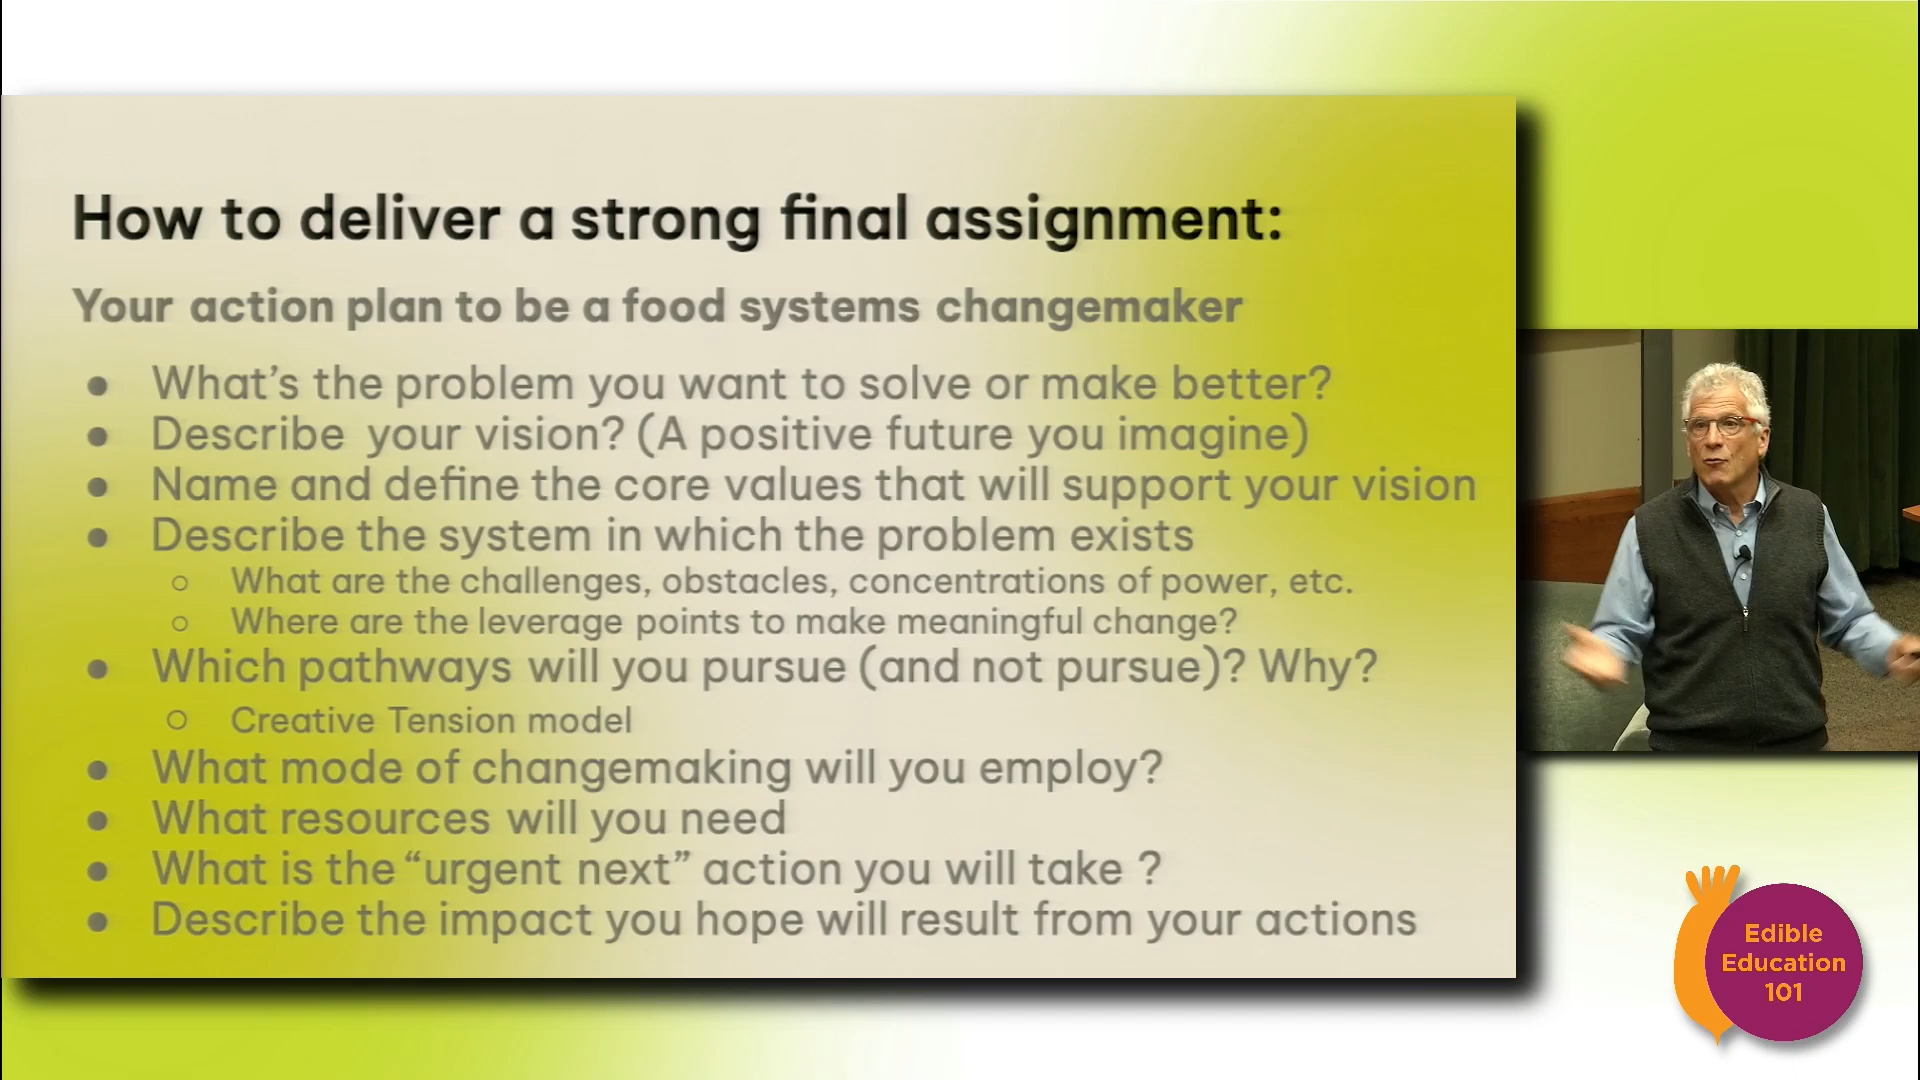 How to deliver a strong final assignment:
Your action plan to be a food systems changemaker
● What's the problem you want to solve or make better?
● Describe your vision? (A positive future you imagine)
● Name and define the core values that will support your vision
● Describe the system in which the problem exists
○ What are the challenges, obstacles, concentrations of power, etc.
○ Where are the leverage points to make meaningful change?
● Which pathways will you pursue (and not pursue)? Why?
○ Creative Tension model
● What mode of changemaking will you employ?
● What resources will you need
● What is the “urgent next” action you will take ?
● Describe the impact you hope will result from your actions
Edible
Education
101